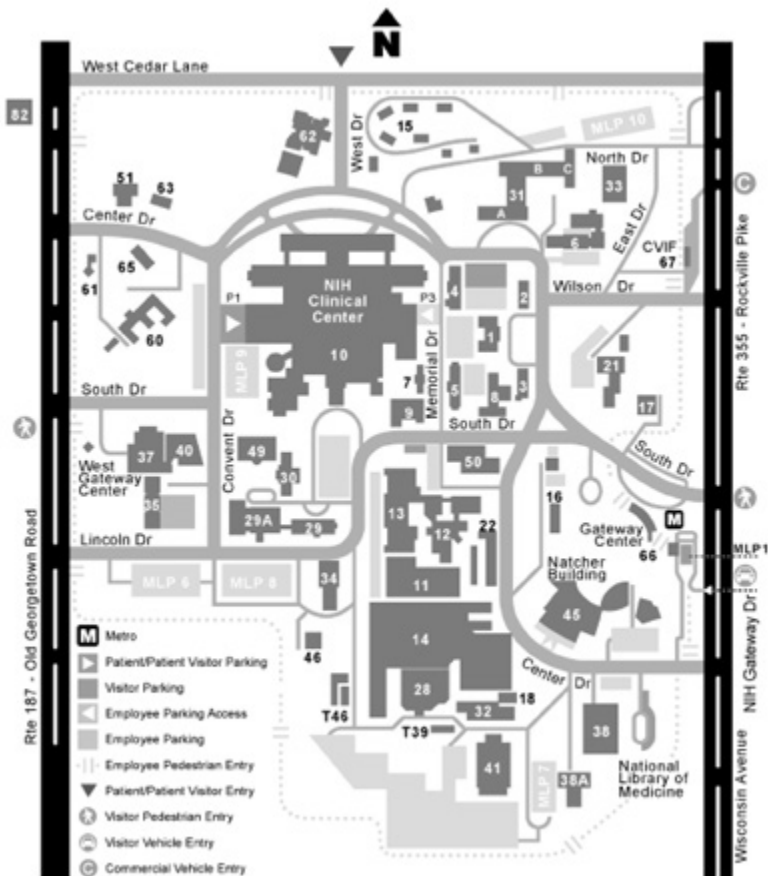 N
West Cedar Lane
82
62
West Dr
15
MLP 10
B
C
North Dr
33
31
A
51
63
Center Dr
East Dr
6
CVIF
67
C
65
61
60
NIH
Clinical
Center
10
P1
P3
4
2
Wilson Dr
1
MLP 9
7
Memorial Dr
5
8
3
21
17
9
Rte 355 - Rockville Pike
South Dr
South Dr
South Dr
37
40
West
Gateway
Center
35
Convent Dr
49
30
50
16
29A
29
13
12
22
Gateway
Center
66
M
MLP1
Lincoln Dr
MLP 6
MLP 8
34
11
Natcher
Building
45
14
46
28
Center Dr
NIH Gateway Dr
T46
18
32
T39
38
41
MLP 7
38A
National
Library of
Medicine
Rte 187 - Old Georgetown Road
Wisconsin Avenue
M Metro
Patient/Patient Visitor Parking
Visitor Parking
Employee Parking Access
Employee Parking
Employee Pedestrian Entry
Patient/Patient Visitor Entry
Visitor Pedestrian Entry
Visitor Vehicle Entry
C Commercial Vehicle Entry